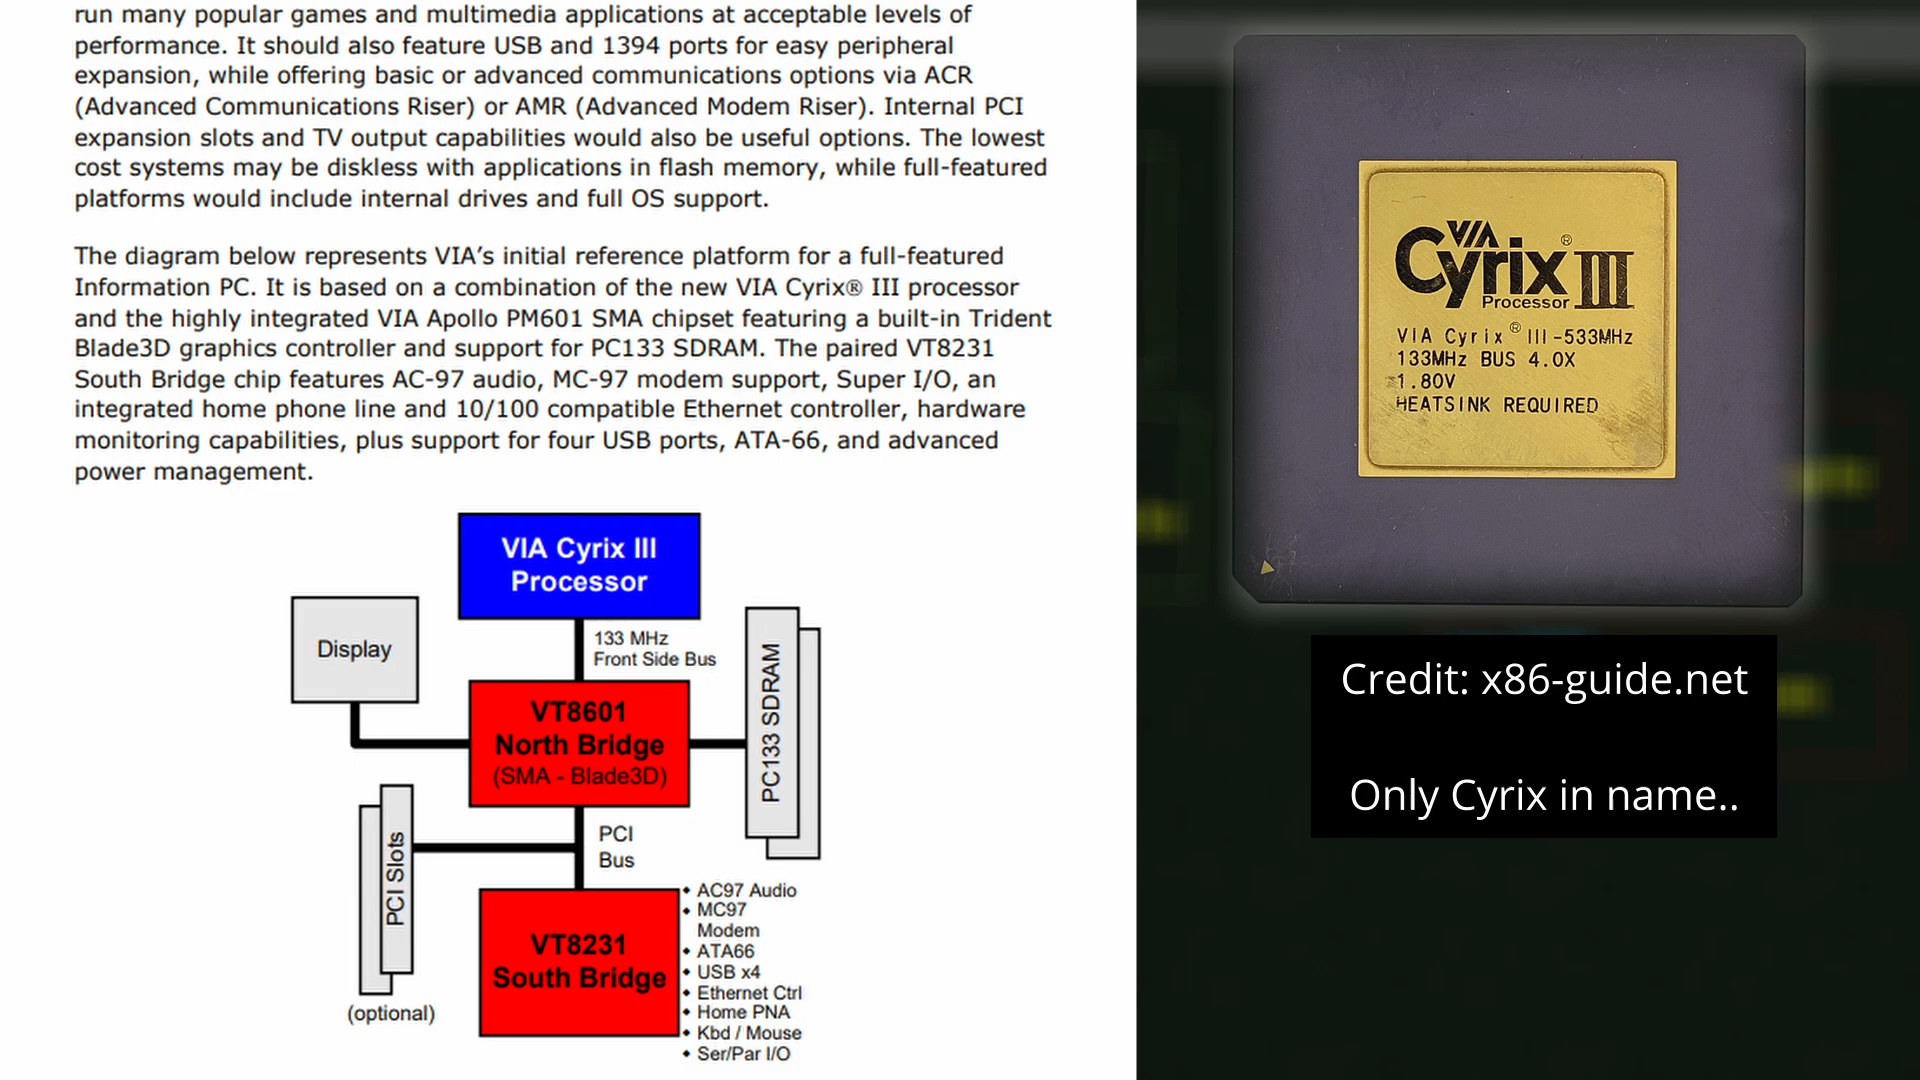 run many popular games and multimedia applications at acceptable levels of
performance. It should also feature USB and 1394 ports for easy peripheral
expansion, while offering basic or advanced communications options via ACR
(Advanced Communications Riser) or AMR (Advanced Modem Riser). Internal PCI
expansion slots and TV output capabilities would also be useful options. The lowest
cost systems may be diskless with applications in flash memory, while full-featured
platforms would include internal drives and full OS support.
The diagram below represents VIA’s initial reference platform for a full-featured
Information PC. It is based on a combination of the new VIA Cyrix® III processor
and the highly integrated VIA Apollo PM601 SMA chipset featuring a built-in Trident
Blade3D graphics controller and support for PC133 SDRAM. The paired VT8231
South Bridge chip features AC-97 audio, MC-97 modem support, Super I/O, an
integrated home phone line and 10/100 compatible Ethernet controller, hardware
monitoring capabilities, plus support for four USB ports, ATA-66, and advanced
power management.
VIA Cyrix III
Processor
Display
133 MHz
Front Side Bus
VT8601
North Bridge
(SMA - Blade3D)
PC133 SDRAM
PCI
Bus
PCI Slots
(optional)
VT8231
South Bridge
• AC97 Audio
• MC97
Modem
• ATA66
• USB x4
• Ethernet Ctrl
• Home PNA
• Kbd / Mouse
• Ser/Par I/O
VIA
Cyrix® III
Processor
VIA Cyrix® III-533MHz
133MHz BUS 4.0X
1.80V
HEATSINK REQUIRED
Credit: x86-guide.net
Only Cyrix in name..